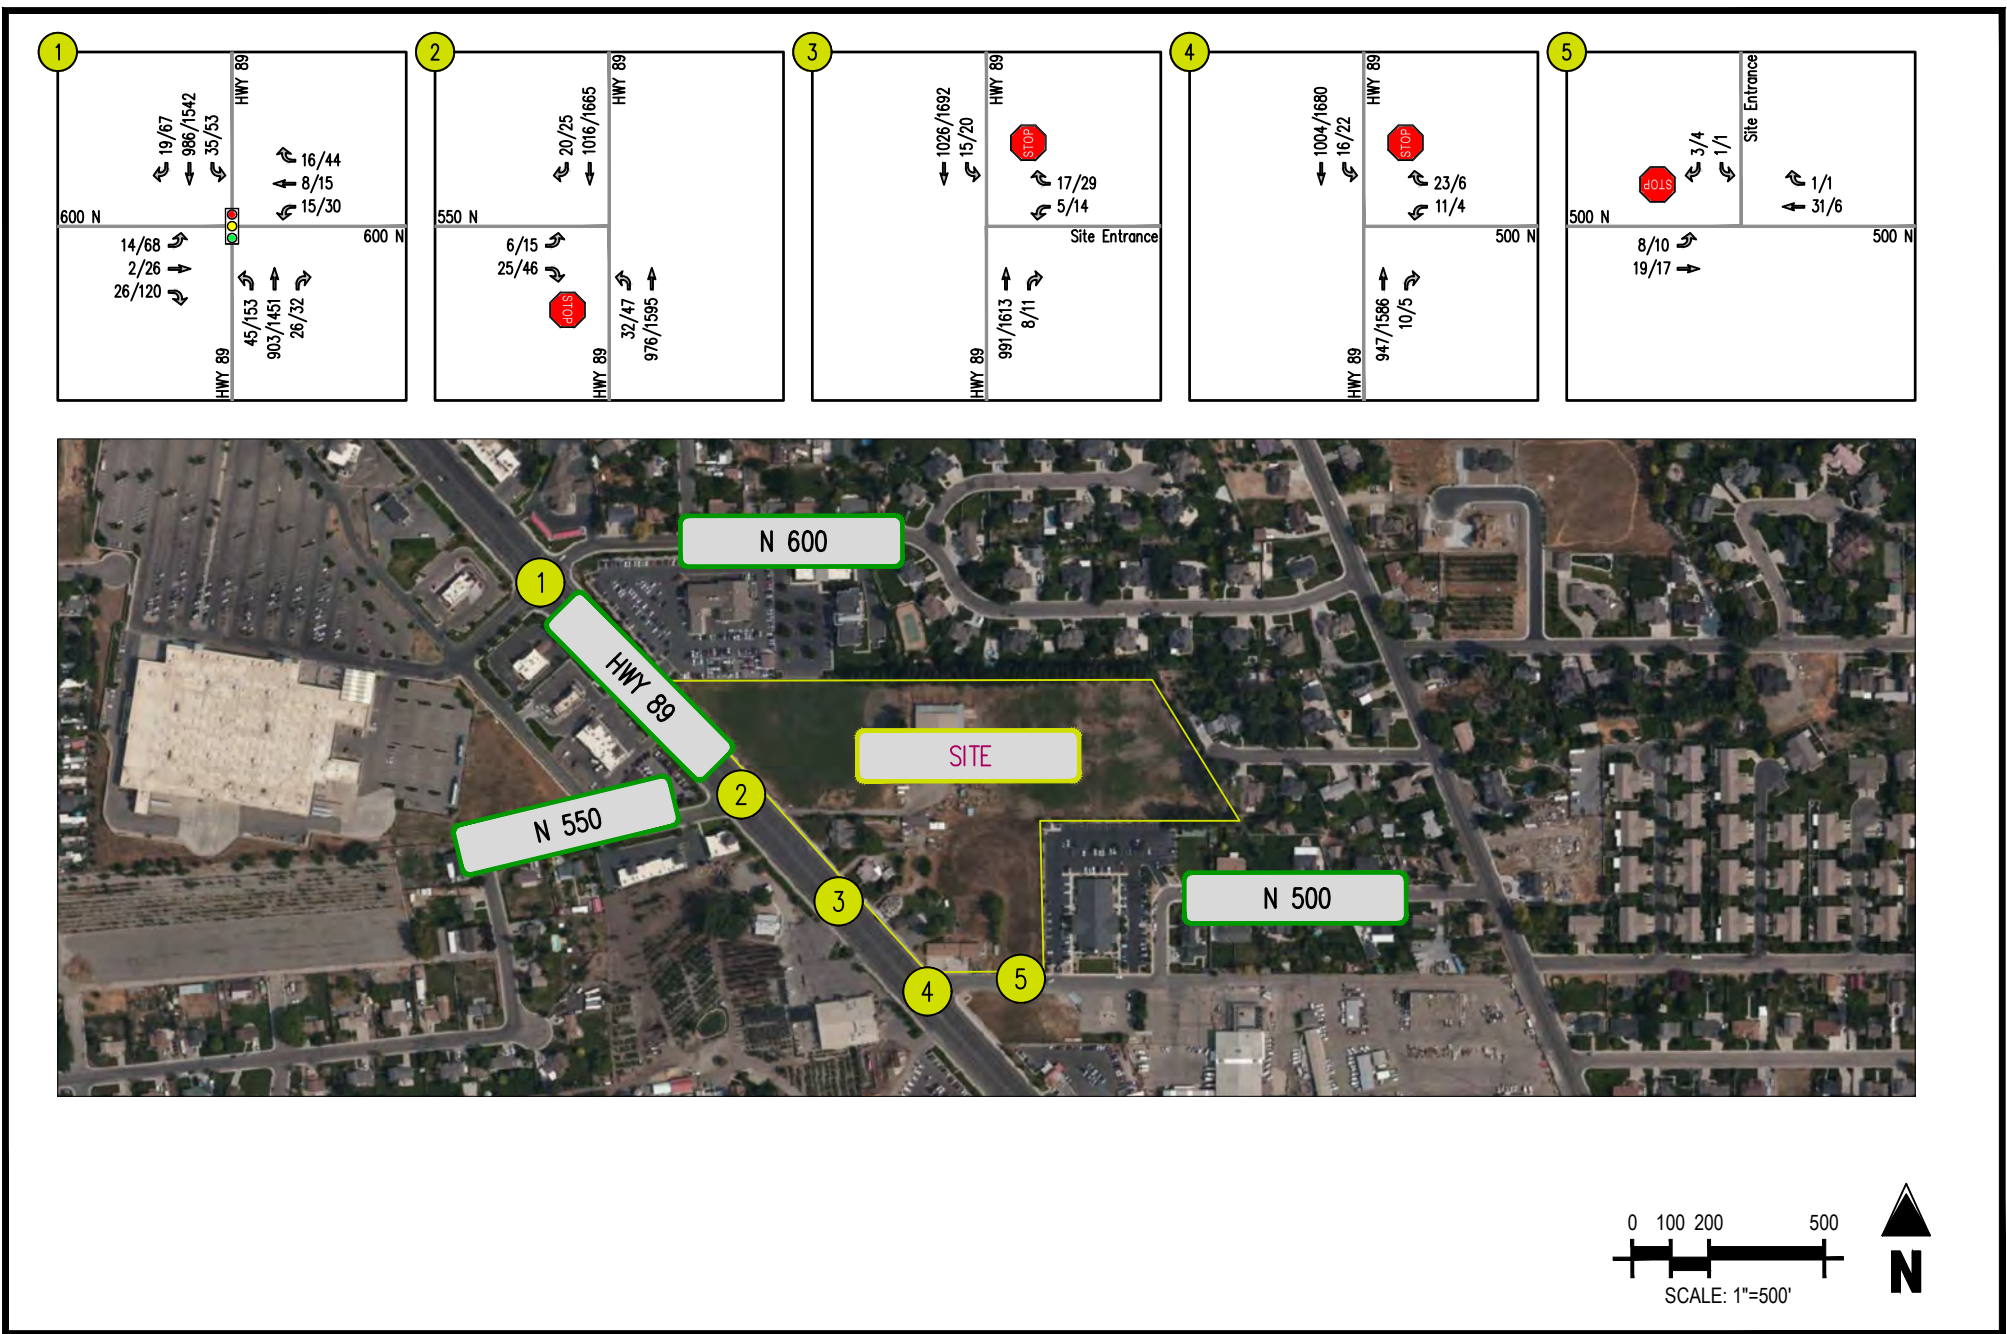 1
HWY 89
19/67
986/1542
35/53
16/44
8/15
15/30
600 N
600 N
14/68
2/26
26/120
45/153
903/1451
26/32
HWY 89
2
HWY 89
20/25
1016/1665
550 N
6/15
25/46
STOP
32/47
976/1595
HWY 89
3
HWY 89
1026/1692
15/20
STOP
17/29
5/14
Site Entrance
991/1613
8/11
HWY 89
4
HWY 89
1004/1680
16/22
STOP
23/6
11/4
500 N
947/1586
10/5
HWY 89
5
Site Entrance
3/4
1/1
STOP
1/1
31/6
500 N
500 N
8/10
19/17
N 600
1
HWY 89
SITE
2
N 550
3
N 500
4
5
0 100 200 500
SCALE: 1"=500'
N